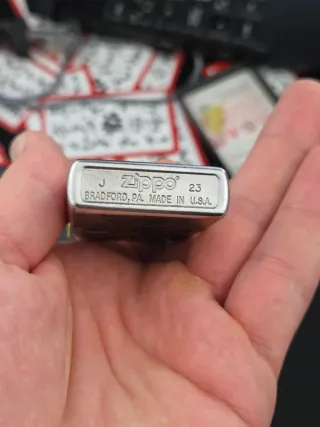 J zippo® 23
BRADFORD, PA. MADE IN U.S.A.